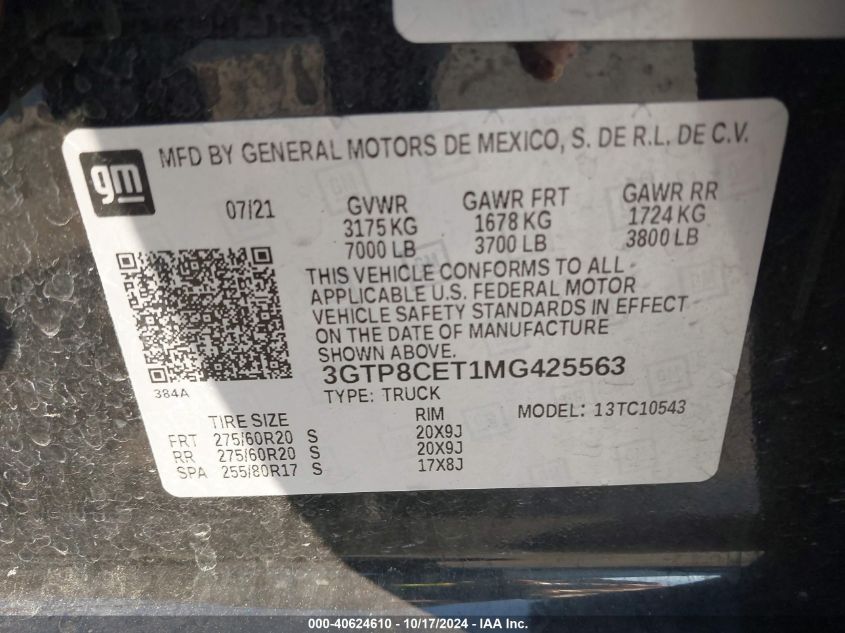 MFD BY GENERAL MOTORS DE MEXICO, S. DE R.L. DE C.V.
gm
07/21
GVWR GAWR FRT GAWR RR
3175 KG 1678 KG 1724 KG
7000 LB 3700 LB 3800 LB
THIS VEHICLE CONFORMS TO ALL
APPLICABLE U.S. FEDERAL MOTOR
VEHICLE SAFETY STANDARDS IN EFFECT
ON THE DATE OF MANUFACTURE
SHOWN ABOVE.
3GTP8CET1MG425563
384A
TYPE: TRUCK
TIRE SIZE RIM MODEL: 13TC10543
FRT 275/60R20 S 20X9J
RR 275/60R20 S 20X9J
SPA 255/80R17 S 17X8J
000-40624610 - 10/17/2024 - IAA Inc.